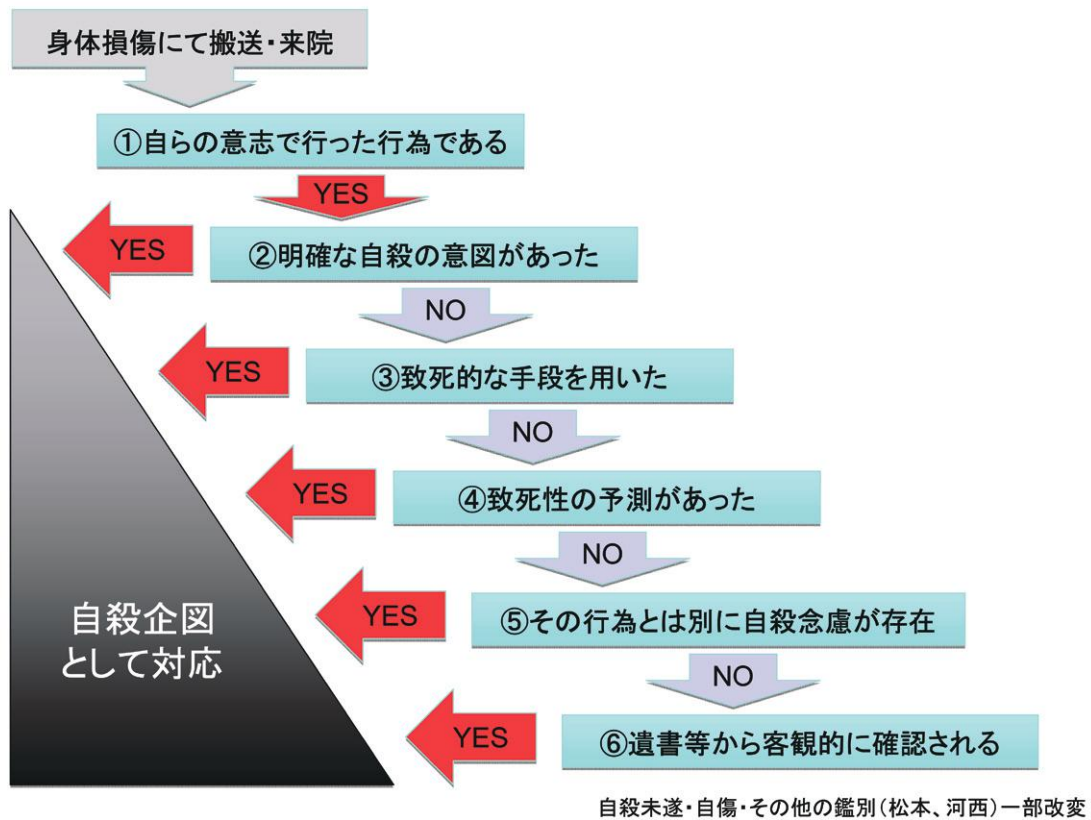 身体損傷にて搬送・来院
①自らの意志で行った行為である
YES
YES
②明確な自殺の意図があった
NO
YES
③致死的な手段を用いた
NO
YES
④致死性の予測があった
NO
YES
⑤その行為とは別に自殺念慮が存在
NO
YES
⑥遺書等から客観的に確認される
自殺企図
として対応
自殺未遂・自傷・その他の鑑別(松本、河西)一部改変